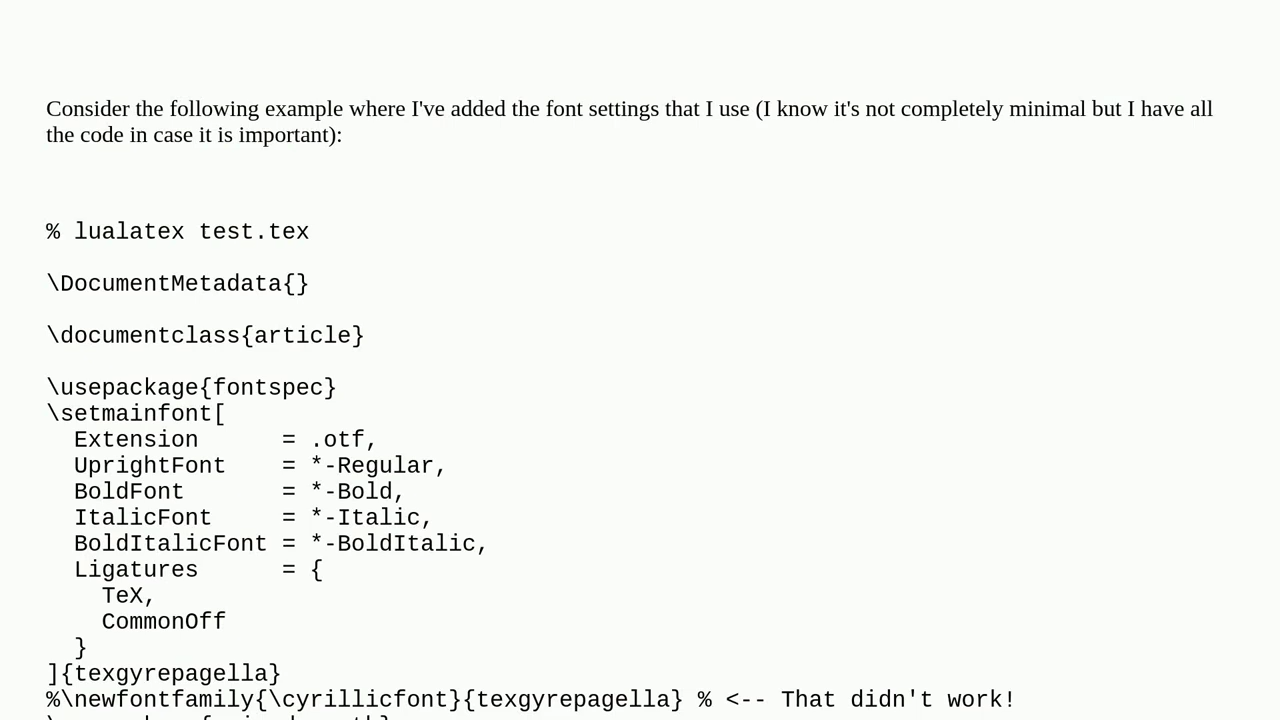 Consider the following example where I've added the font settings that I use (I know it's not completely minimal but I have all
the code in case it is important):
% lualatex test.tex
\DocumentMetadata{}
\documentclass{article}
\usepackage{fontspec}
\setmainfont[
  Extension      = .otf,
  UprightFont    = *-Regular,
  BoldFont       = *-Bold,
  ItalicFont     = *-Italic,
  BoldItalicFont = *-BoldItalic,
  Ligatures      = {
    TeX,
    CommonOff
  }
]{texgyrepagella}
%\newfontfamily{\cyrillicfont}{texgyrepagella} % <-- That didn't work!